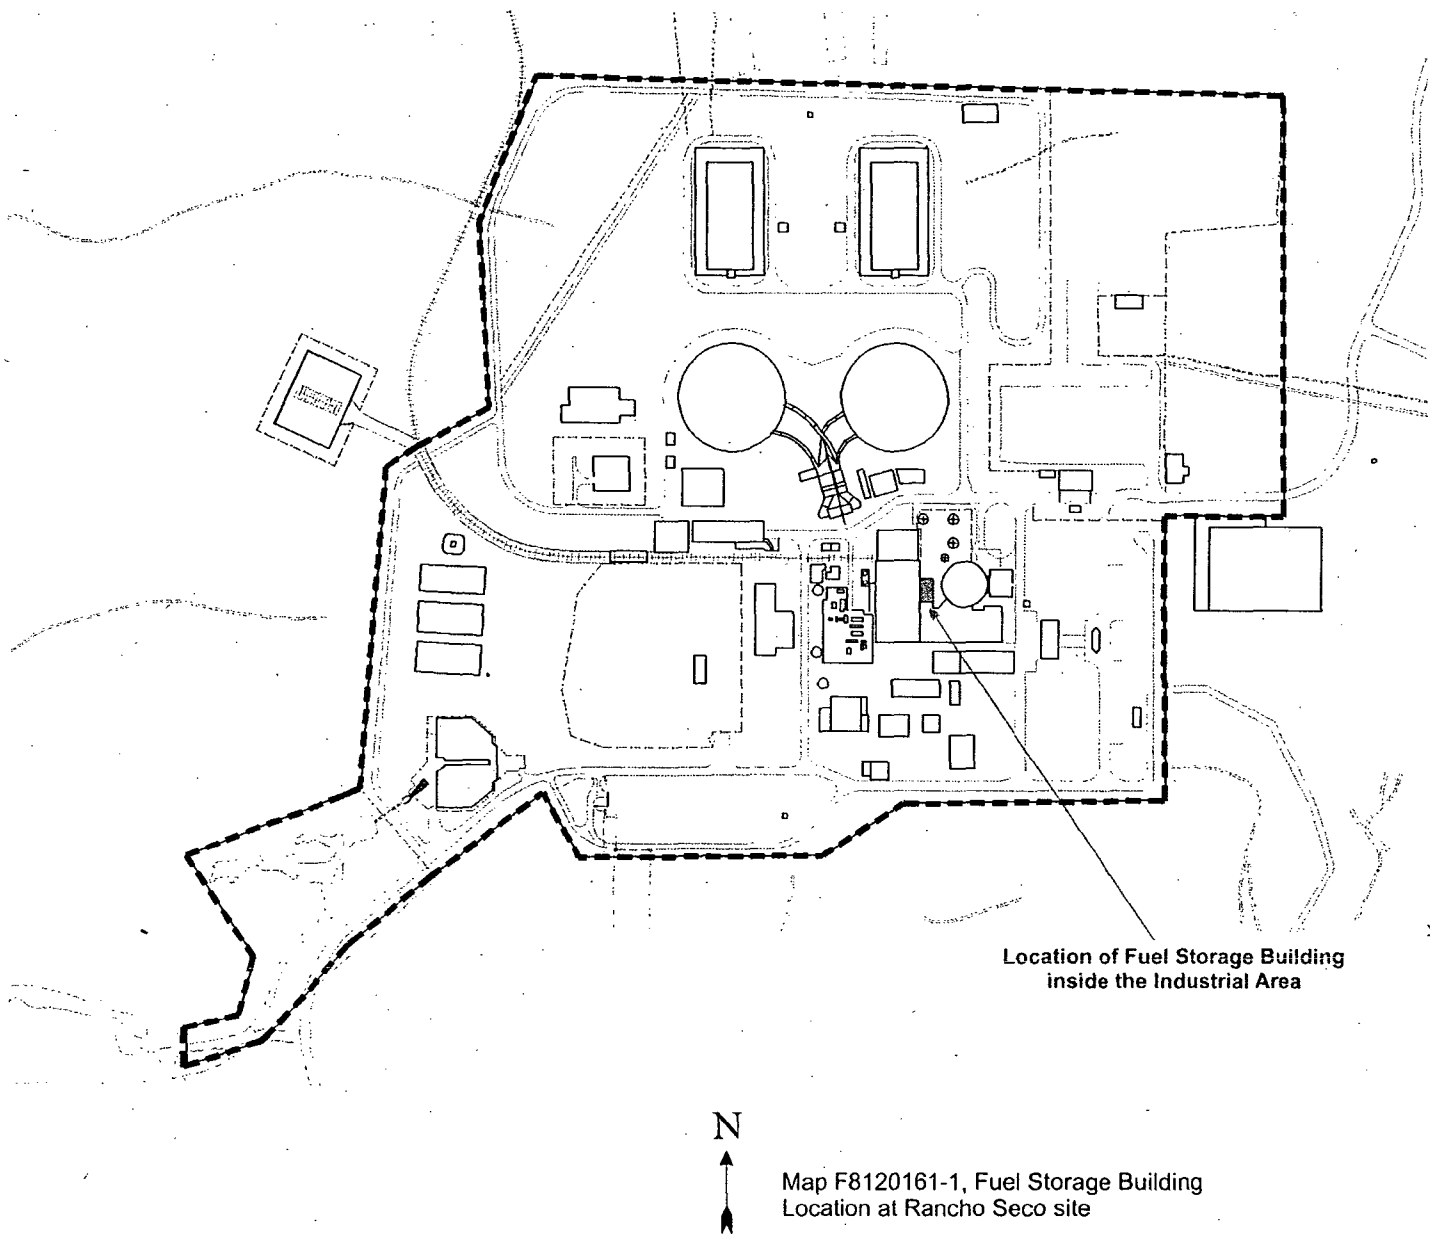 Location of Fuel Storage Building
inside the Industrial Area
N
Map F8120161-1, Fuel Storage Building
Location at Rancho Seco site